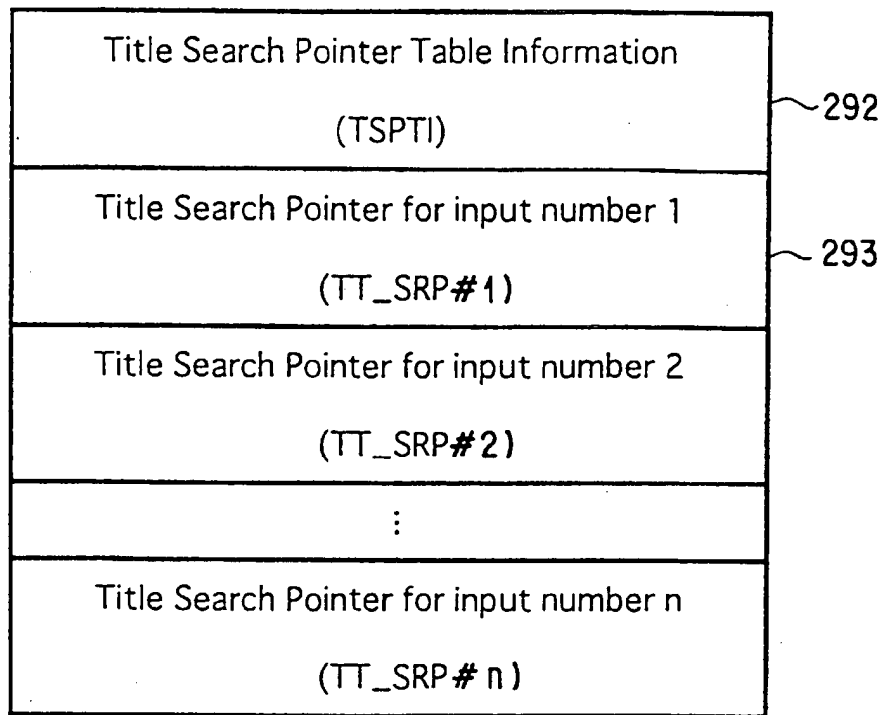 Title Search Pointer Table Information
(TSPTI)
292
Title Search Pointer for input number 1
(TT_SRP#1)
293
Title Search Pointer for input number 2
(TT_SRP#2)
⋮
Title Search Pointer for input number n
(TT_SRP#n)